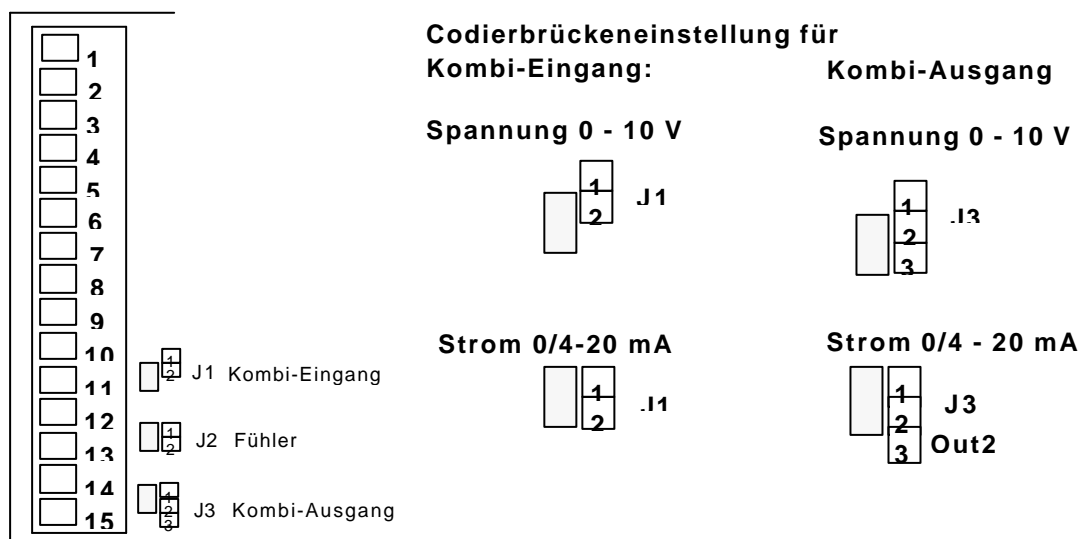 1
2
3
4
5
6
7
8
9
10
11
12
13
14
15
1
2
J1 Kombi-Eingang
1
2
J2 Fühler
1
2
3
J3 Kombi-Ausgang
Codierbrückeneinstellung für
Kombi-Eingang:
Spannung 0 - 10 V
1
2
J1
Strom 0/4-20 mA
1
2
J1
Kombi-Ausgang
Spannung 0 - 10 V
1
2
3
J3
Strom 0/4 - 20 mA
1
2
3
J3
Out2